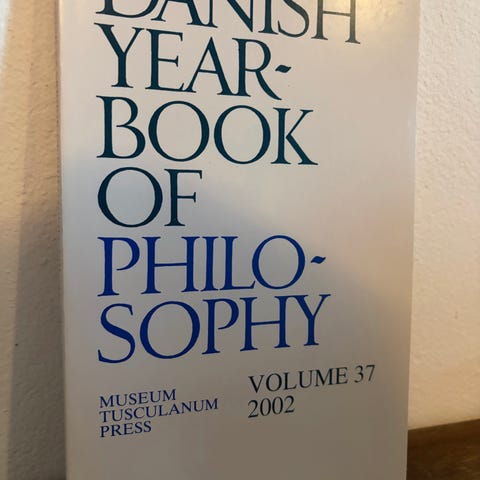 DANISH
YEAR-
BOOK
OF
PHILO-
SOPHY
MUSEUM
TUSCULANUM
PRESS
VOLUME 37
2002